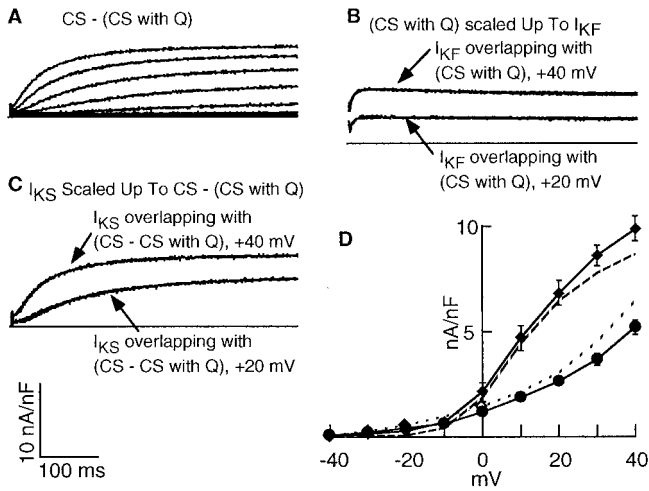 A
CS - (CS with Q)
B
(CS with Q) scaled Up To IKF
IKF overlapping with
(CS with Q), +40 mV
IKF overlapping with
(CS with Q), +20 mV
C
IKS Scaled Up To CS - (CS with Q)
IKS overlapping with
(CS - CS with Q), +40 mV
IKS overlapping with
(CS - CS with Q), +20 mV
10 nA/nF
100 ms
D
10
5
nA/nF
-40 -20 0 20 40
mV